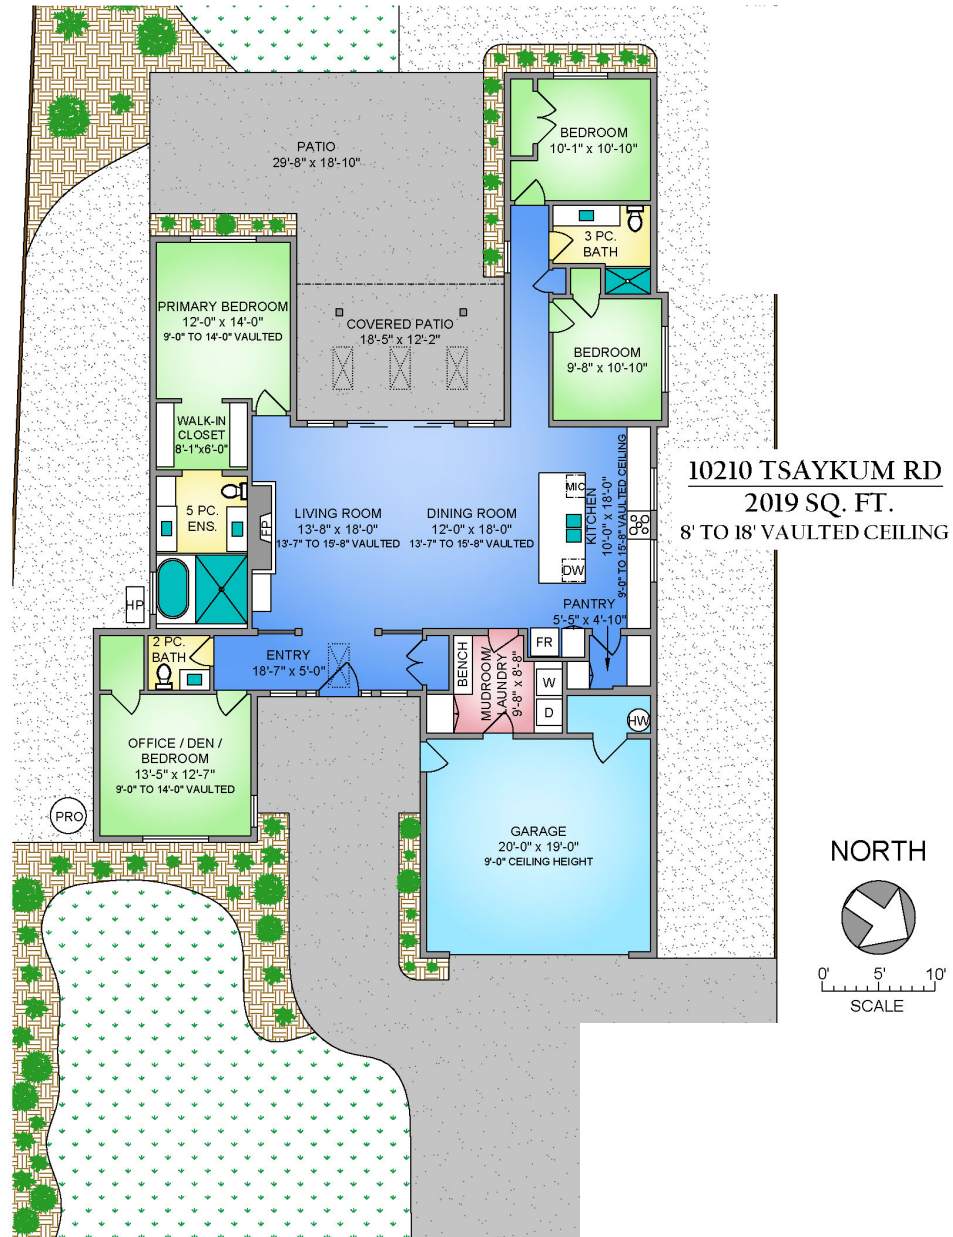 PATIO
29'-8" x 18'-10"
BEDROOM
10'-1" x 10'-10"
3 PC.
BATH
PRIMARY BEDROOM
12'-0" x 14'-0"
9'-0" TO 14'-0" VAULTED
COVERED PATIO
18'-5" x 12'-2"
BEDROOM
9'-8" x 10'-10"
WALK-IN
CLOSET
8'-1"x6'-0"
5 PC.
ENS.
FP
LIVING ROOM
13'-8" x 18'-0"
13'-7" TO 15'-8" VAULTED
DINING ROOM
12'-0" x 18'-0"
13'-7" TO 15'-8" VAULTED
MIC
DW
KITCHEN
10'-0" x 18'-0"
9'-0" TO 15'-8" VAULTED CEILING
10210 TSAYKUM RD
2019 SQ. FT.
8' TO 18' VAULTED CEILING
HP
PANTRY
5'-5" x 4'-10"
2 PC.
BATH
ENTRY
18'-7" x 5'-0"
BENCH
MUDROOM/
LAUNDRY
9'-8" x 8'-8"
FR
W
D
HW
OFFICE / DEN /
BEDROOM
13'-5" x 12'-7"
9'-0" TO 14'-0" VAULTED
PRO
GARAGE
20'-0" x 19'-0"
9'-0" CEILING HEIGHT
NORTH
0' 5' 10'
SCALE